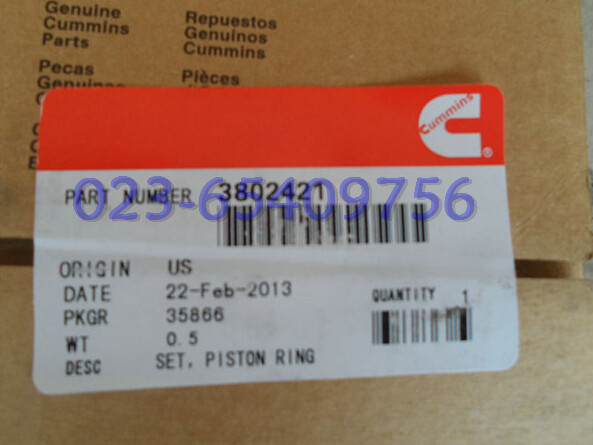 Genuine
Cummins
Parts
Repuestos
Genuinos
Cummins
Pecas
Genuinas
Pièces
Cummins
®
PART NUMBER 3802421
023-65409756
ORIGIN US
DATE 22-Feb-2013
PKGR 35866
WT 0.5
DESC SET, PISTON RING
QUANTITY 1